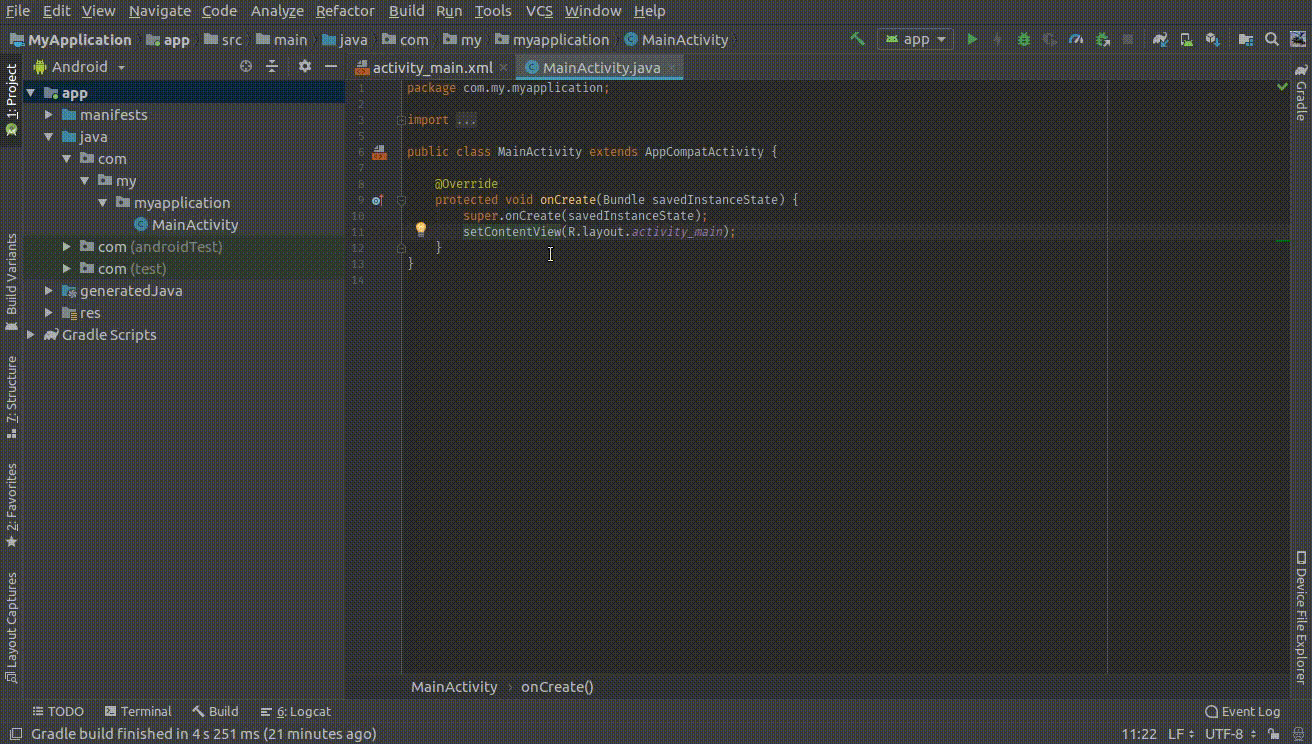 File Edit View Navigate Code Analyze Refactor Build Run Tools VCS Window Help
MyApplication app src main java com my myapplication MainActivity app
Android activity_main.xml MainActivity.java
1: Project
Build Variants
7: Structure
2: Favorites
Layout Captures
app
manifests
java
com
my
myapplication
MainActivity
com (androidTest)
com (test)
generatedJava
res
Gradle Scripts
1 package com.my.myapplication;
2
3 import ...
5
6 public class MainActivity extends AppCompatActivity {
7
8 @Override
9 protected void onCreate(Bundle savedInstanceState) {
10 super.onCreate(savedInstanceState);
11 setContentView(R.layout.activity_main);
12 }
13 }
14
Gradle
Device File Explorer
MainActivity › onCreate()
TODO Terminal Build 6: Logcat Event Log
Gradle build finished in 4 s 251 ms (21 minutes ago) 11:22 LF UTF-8